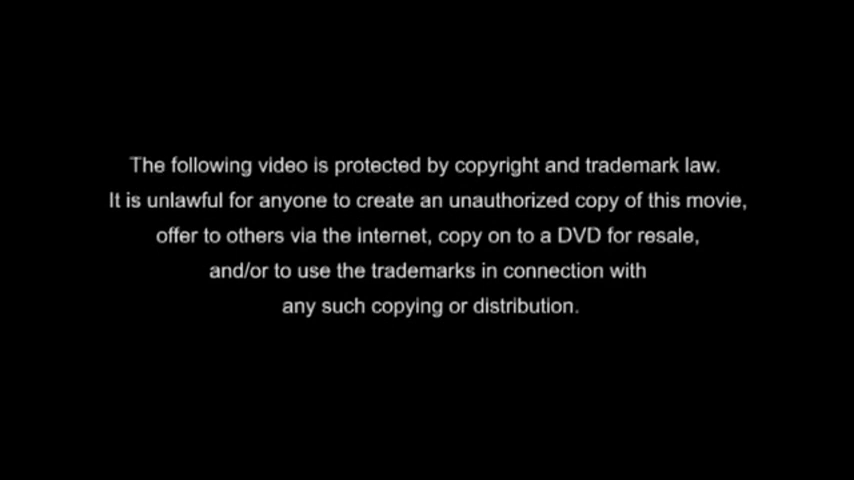 The following video is protected by copyright and trademark law.
It is unlawful for anyone to create an unauthorized copy of this movie,
offer to others via the internet, copy on to a DVD for resale,
and/or to use the trademarks in connection with
any such copying or distribution.